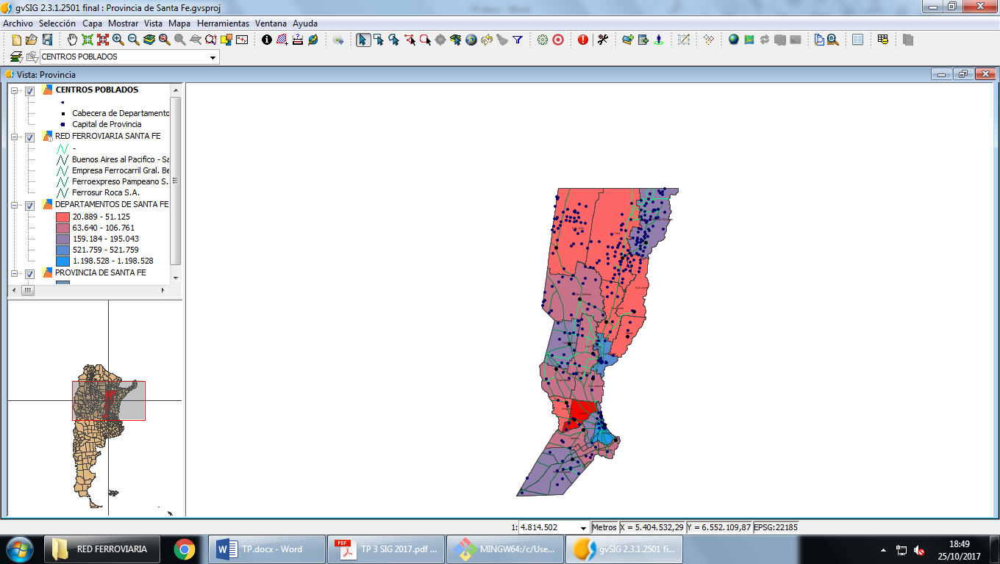 gvSIG 2.3.1.2501 final : Provincia de Santa Fe.gvsproj
Archivo Selección Capa Mostrar Vista Mapa Herramientas Ventana Ayuda
CENTROS POBLADOS
Vista: Provincia
CENTROS POBLADOS
Cabecera de Departamento
Capital de Provincia
RED FERROVIARIA SANTA FE
-
Buenos Aires al Pacifico - Sa
Empresa Ferrocarril Gral. Be
Ferroexpreso Pampeano S.
Ferrosur Roca S.A.
DEPARTAMENTOS DE SANTA FE
20.889 - 51.125
63.640 - 106.761
159.184 - 195.043
521.759 - 521.759
1.198.528 - 1.198.528
PROVINCIA DE SANTA FE
1: 4.814.502 Metros X = 5.404.532,29 Y = 6.552.109,87 EPSG:22185
RED FERROVIARIA
TP.docx - Word
PDF
TP 3 SIG 2017.pdf ...
MINGW64:/c/Use...
gvSIG 2.3.1.2501 fi...
18:49
25/10/2017